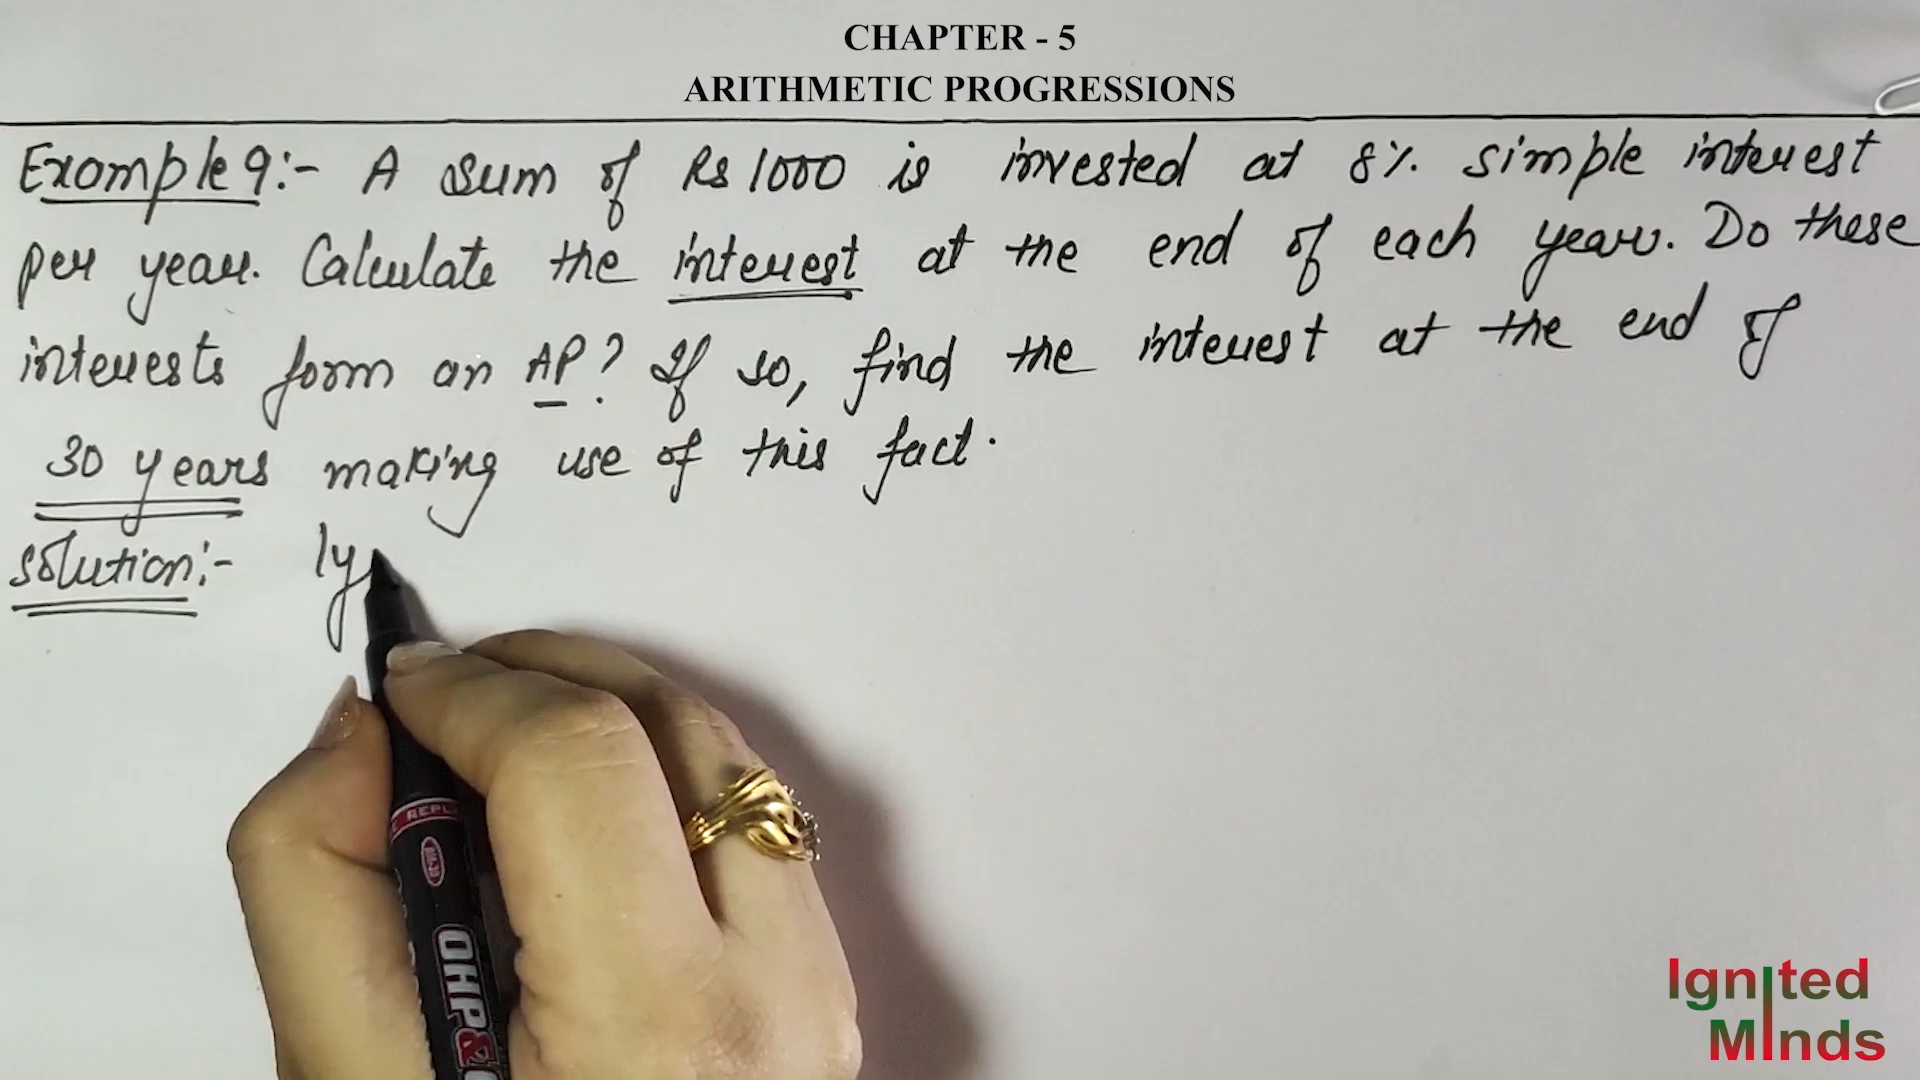 CHAPTER - 5
ARITHMETIC PROGRESSIONS
Example 9:- A sum of Rs 1000 is invested at 8%. simple interest
per year. Calculate the interest at the end of each year. Do these
interests form an AP? If so, find the interest at the end of
30 years making use of this fact.
Solution:- 1y
REPL
OHP&
Ignited
Minds